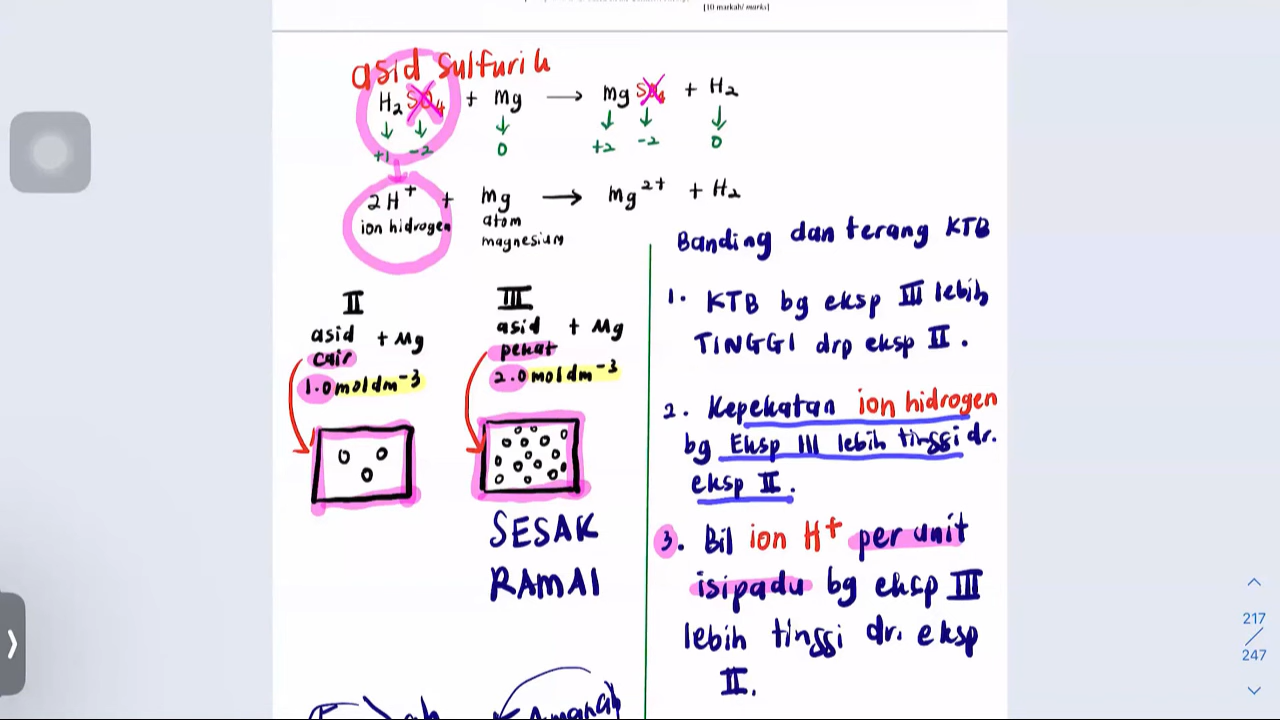 [10 markah/ marks]
asid sulfurik
H₂SO₄ + Mg → MgSO₄ + H₂
+1 -2 0 +2 -2 0
2H⁺ + Mg → Mg²⁺ + H₂
ion hidrogen atom
magnesium
II
asid + Mg
cair
1.0 moldm⁻³
III
asid + Mg
pekat
2.0 moldm⁻³
SESAK
RAMAI
Banding dan terang KTB
1. KTB bg eksp III lebih
TINGGI drp eksp II.
2. Kepekatan ion hidrogen
bg Eksp III lebih tinggi dr.
eksp II.
3. Bil ion H⁺ per unit
isipadu bg eksp III
lebih tinggi dr. eksp
II.
217
247